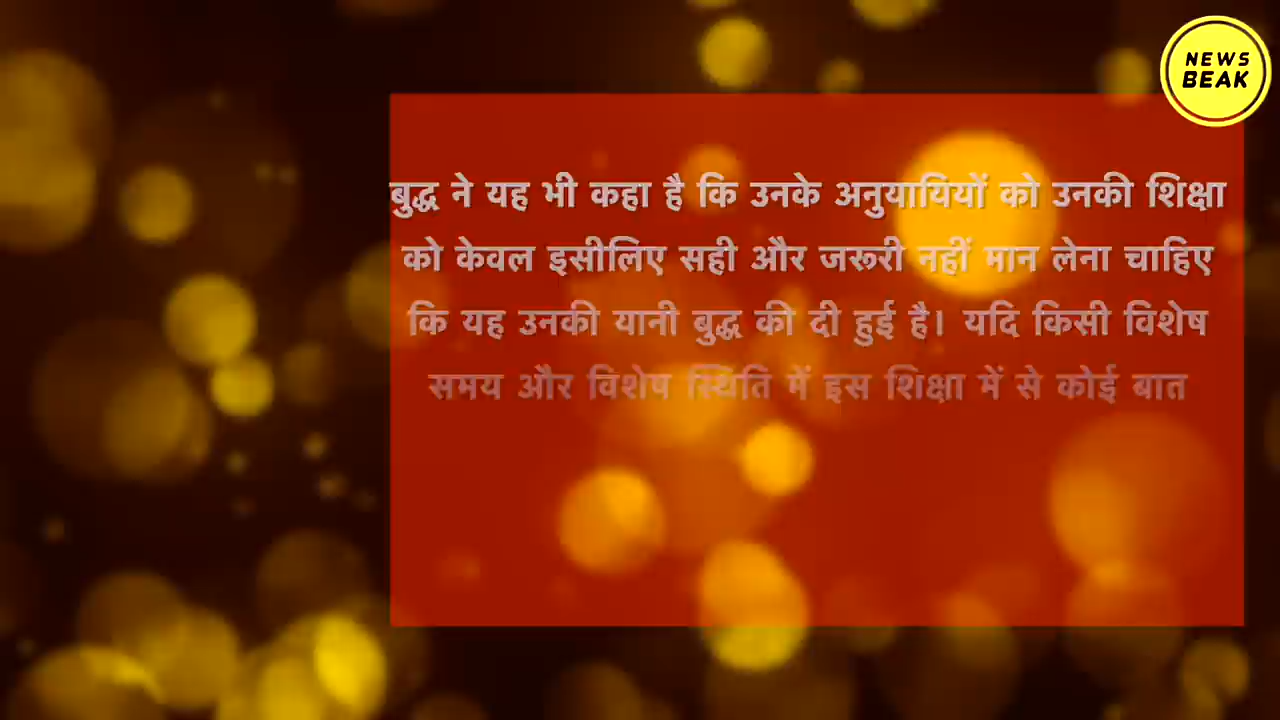 NEWS
BEAK
बुद्ध ने यह भी कहा है कि उनके अनुयायियों को उनकी शिक्षा
को केवल इसीलिए सही और जरूरी नहीं मान लेना चाहिए
कि यह उनकी यानी बुद्ध की दी हुई है। यदि किसी विशेष
समय और विशेष स्थिति में इस शिक्षा में से कोई बात